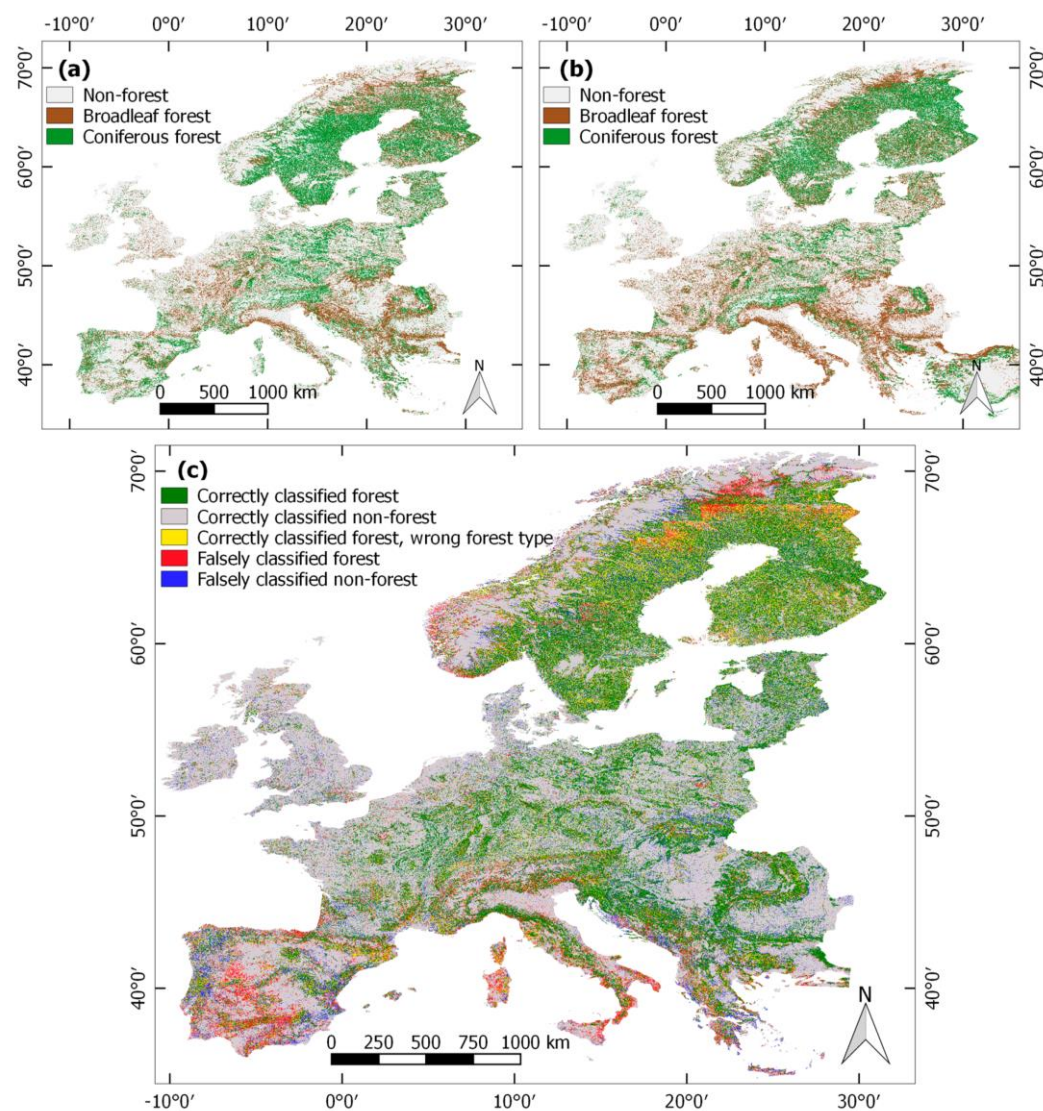 -10°0′ 0°0′ 10°0′ 20°0′ 30°0′ -10°0′ 0°0′ 10°0′ 20°0′ 30°0′
(a)
Non-forest
Broadleaf forest
Coniferous forest
70°0′
60°0′
50°0′
40°0′
0 500 1000 km
N
(b)
Non-forest
Broadleaf forest
Coniferous forest
70°0′
60°0′
50°0′
40°0′
0 500 1000 km
N
(c)
Correctly classified forest
Correctly classified non-forest
Correctly classified forest, wrong forest type
Falsely classified forest
Falsely classified non-forest
70°0′
60°0′
50°0′
40°0′
70°0′
60°0′
50°0′
40°0′
0 250 500 750 1000 km
N
-10°0′ 0°0′ 10°0′ 20°0′ 30°0′